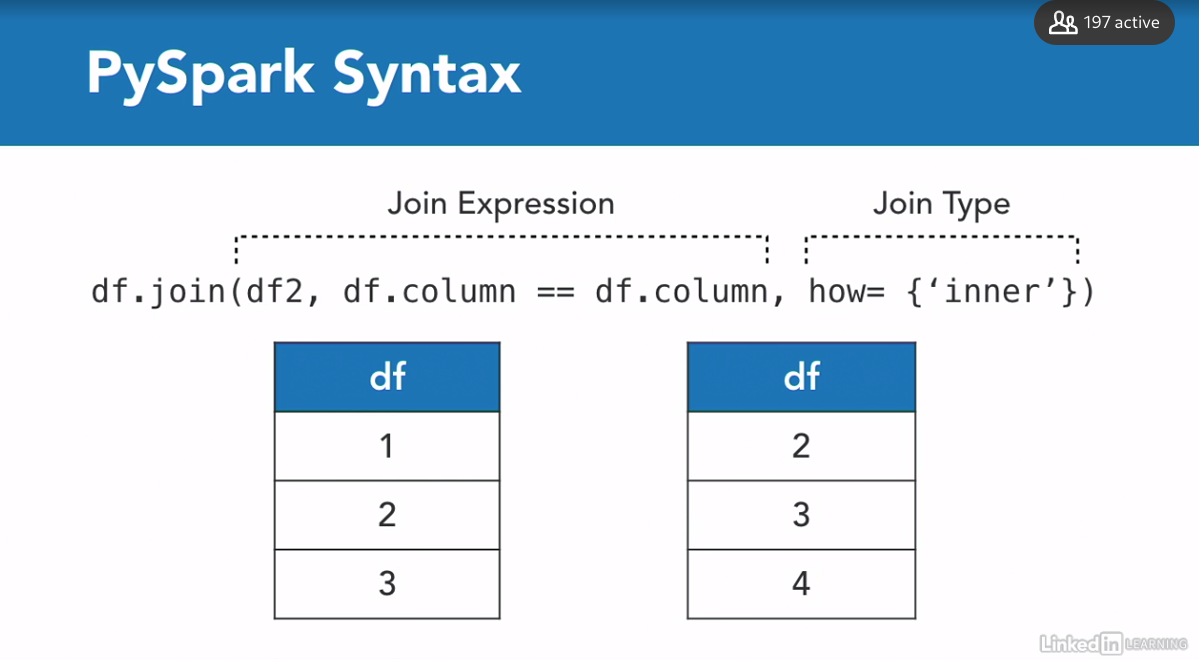 197 active
PySpark Syntax
Join Expression Join Type
df.join(df2, df.column == df.column, how= {‘inner’})
df df
1 2
2 3
3 4
LinkedIn LEARNING